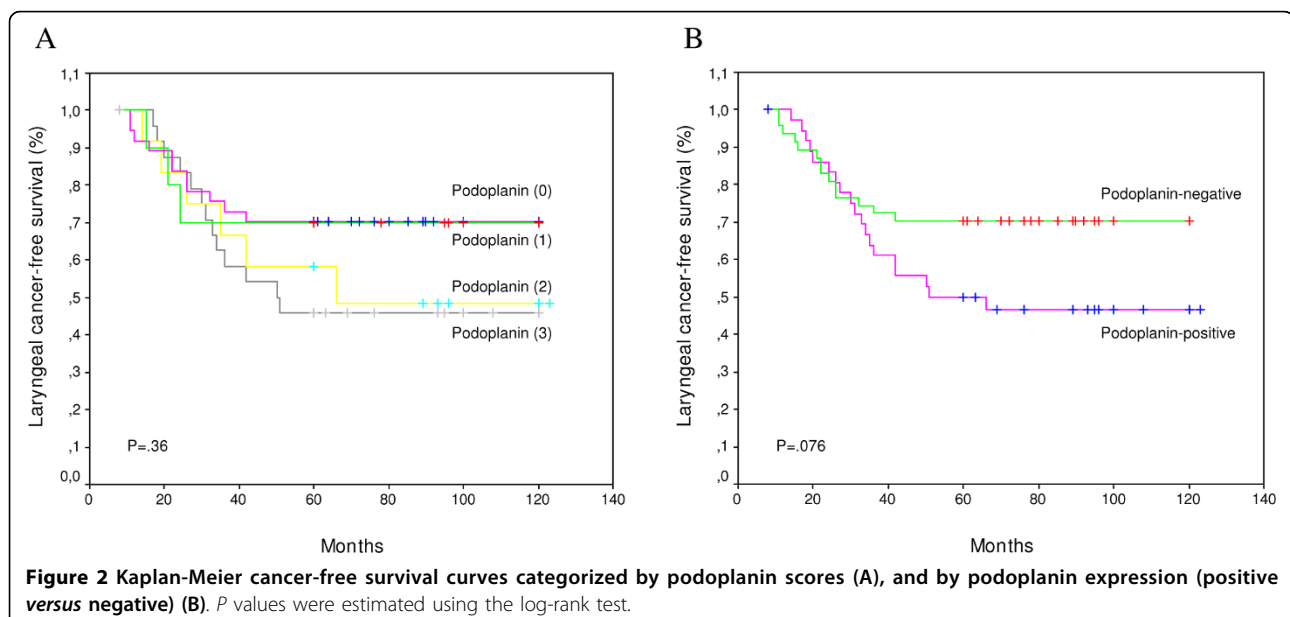 A
1,1
1,0
,9
,8
,7
,6
,5
,4
,3
,2
,1
0,0
Laryngeal cancer-free survival (%)
Podoplanin (0)
Podoplanin (1)
Podoplanin (2)
Podoplanin (3)
P=.36
0 20 40 60 80 100 120 140
Months
B
1,1
1,0
,9
,8
,7
,6
,5
,4
,3
,2
,1
,0
Laryngeal cancer-free survival (%)
Podoplanin-negative
Podoplanin-positive
P=.076
0 20 40 60 80 100 120 140
Months
Figure 2 Kaplan-Meier cancer-free survival curves categorized by podoplanin scores (A), and by podoplanin expression (positive
versus negative) (B). P values were estimated using the log-rank test.